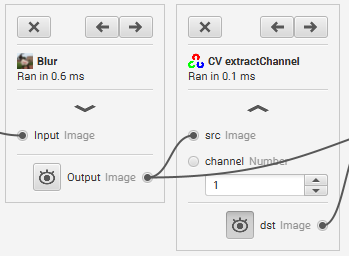 Blur
Ran in 0.6 ms
Input Image
Output Image
CV extractChannel
Ran in 0.1 ms
src Image
channel Number
1
dst Image